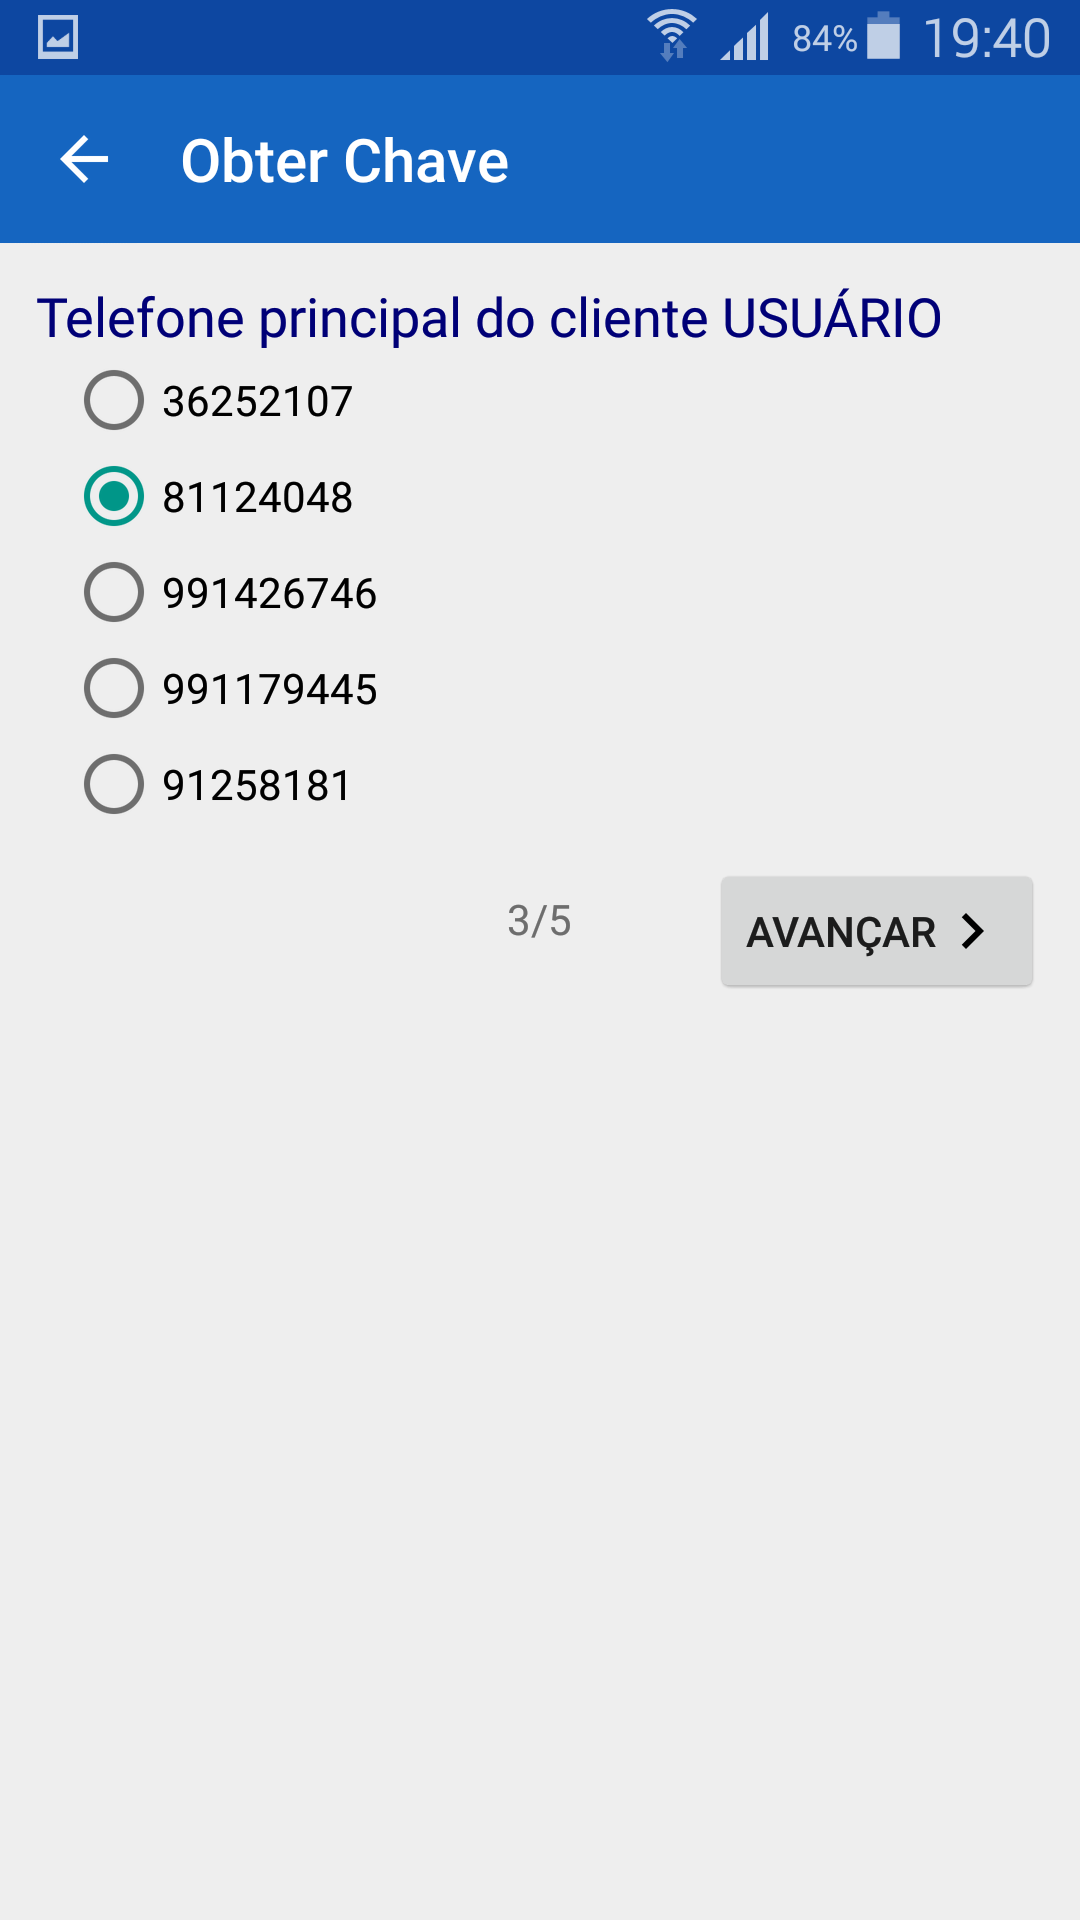 84% 19:40
Obter Chave
Telefone principal do cliente USUÁRIO
36252107
81124048
991426746
991179445
91258181
3/5
AVANÇAR